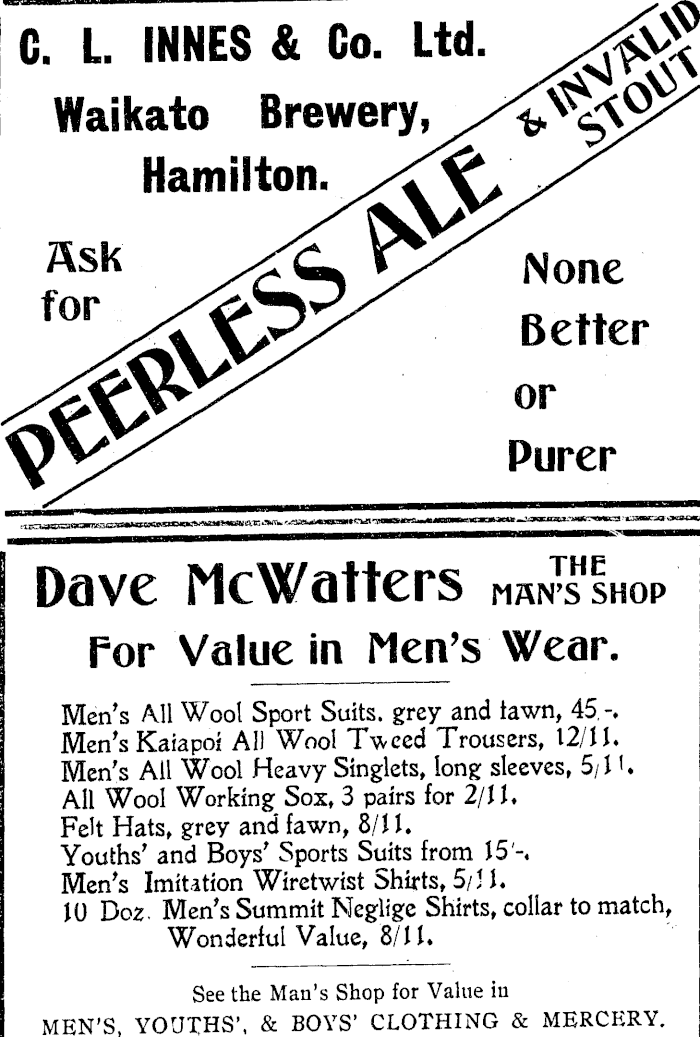 C. L. INNES & Co. Ltd.
Waikato Brewery,
Hamilton.
Ask
for
PEERLESS ALE
& INVALID
STOUT
None
Better
or
Purer
Dave McWatters
THE
MAN'S SHOP
For Value in Men's Wear.
Men's All Wool Sport Suits. grey and fawn, 45 -.
Men's Kaiapoi All Wool Tweed Trousers, 12/11.
Men's All Wool Heavy Singlets, long sleeves, 5/11.
All Wool Working Sox, 3 pairs for 2/11.
Felt Hats, grey and fawn, 8/11.
Youths' and Boys' Sports Suits from 15'-.
Men's Imitation Wiretwist Shirts, 5/11.
10 Doz. Men's Summit Neglige Shirts, collar to match,
Wonderful Value, 8/11.
See the Man's Shop for Value in
MEN'S, YOUTHS', & BOYS' CLOTHING & MERCERY.